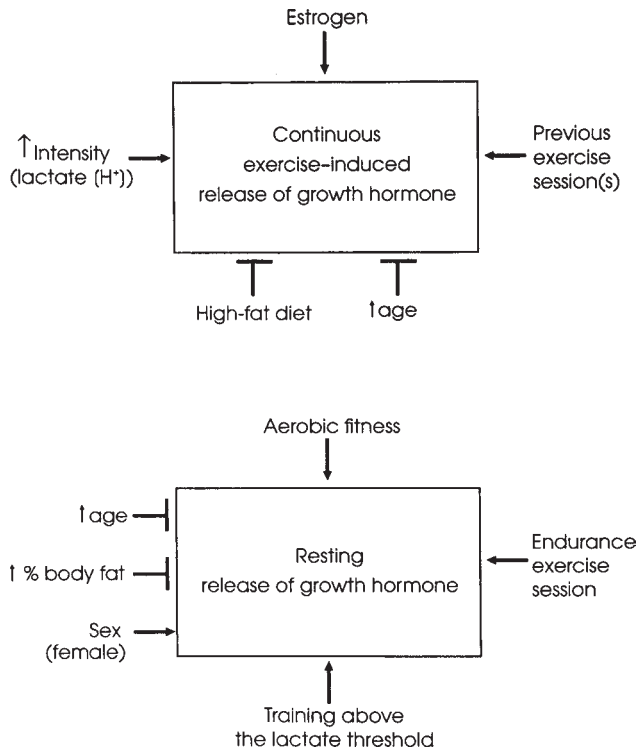 Estrogen
↑ Intensity
(lactate (H⁺))
Continuous
exercise-induced
release of growth hormone
Previous
exercise
session(s)
High-fat diet
↑ age
Aerobic fitness
↑ age
↑ % body fat
Sex
(female)
Resting
release of growth hormone
Endurance
exercise
session
Training above
the lactate threshold